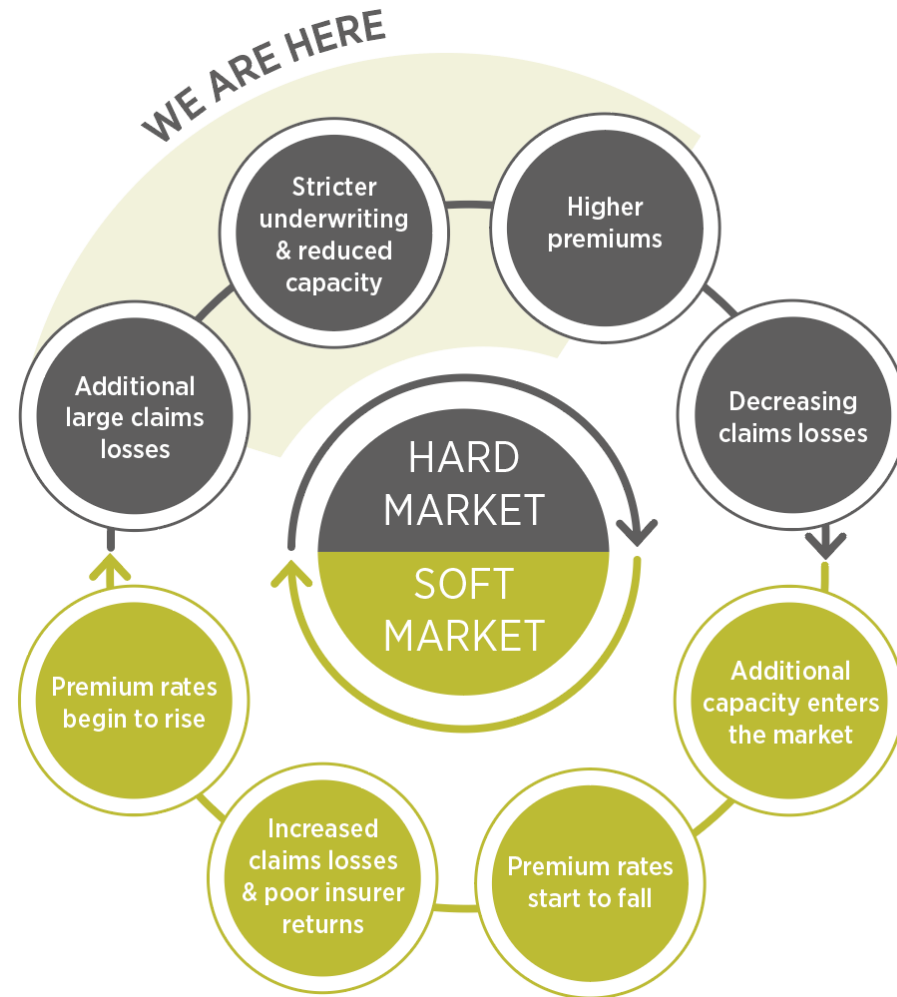 WE ARE HERE
Stricter
underwriting
& reduced
capacity
Higher
premiums
Additional
large claims
losses
Decreasing
claims losses
HARD
MARKET
SOFT
MARKET
Premium rates
begin to rise
Additional
capacity enters
the market
Increased
claims losses
& poor insurer
returns
Premium rates
start to fall